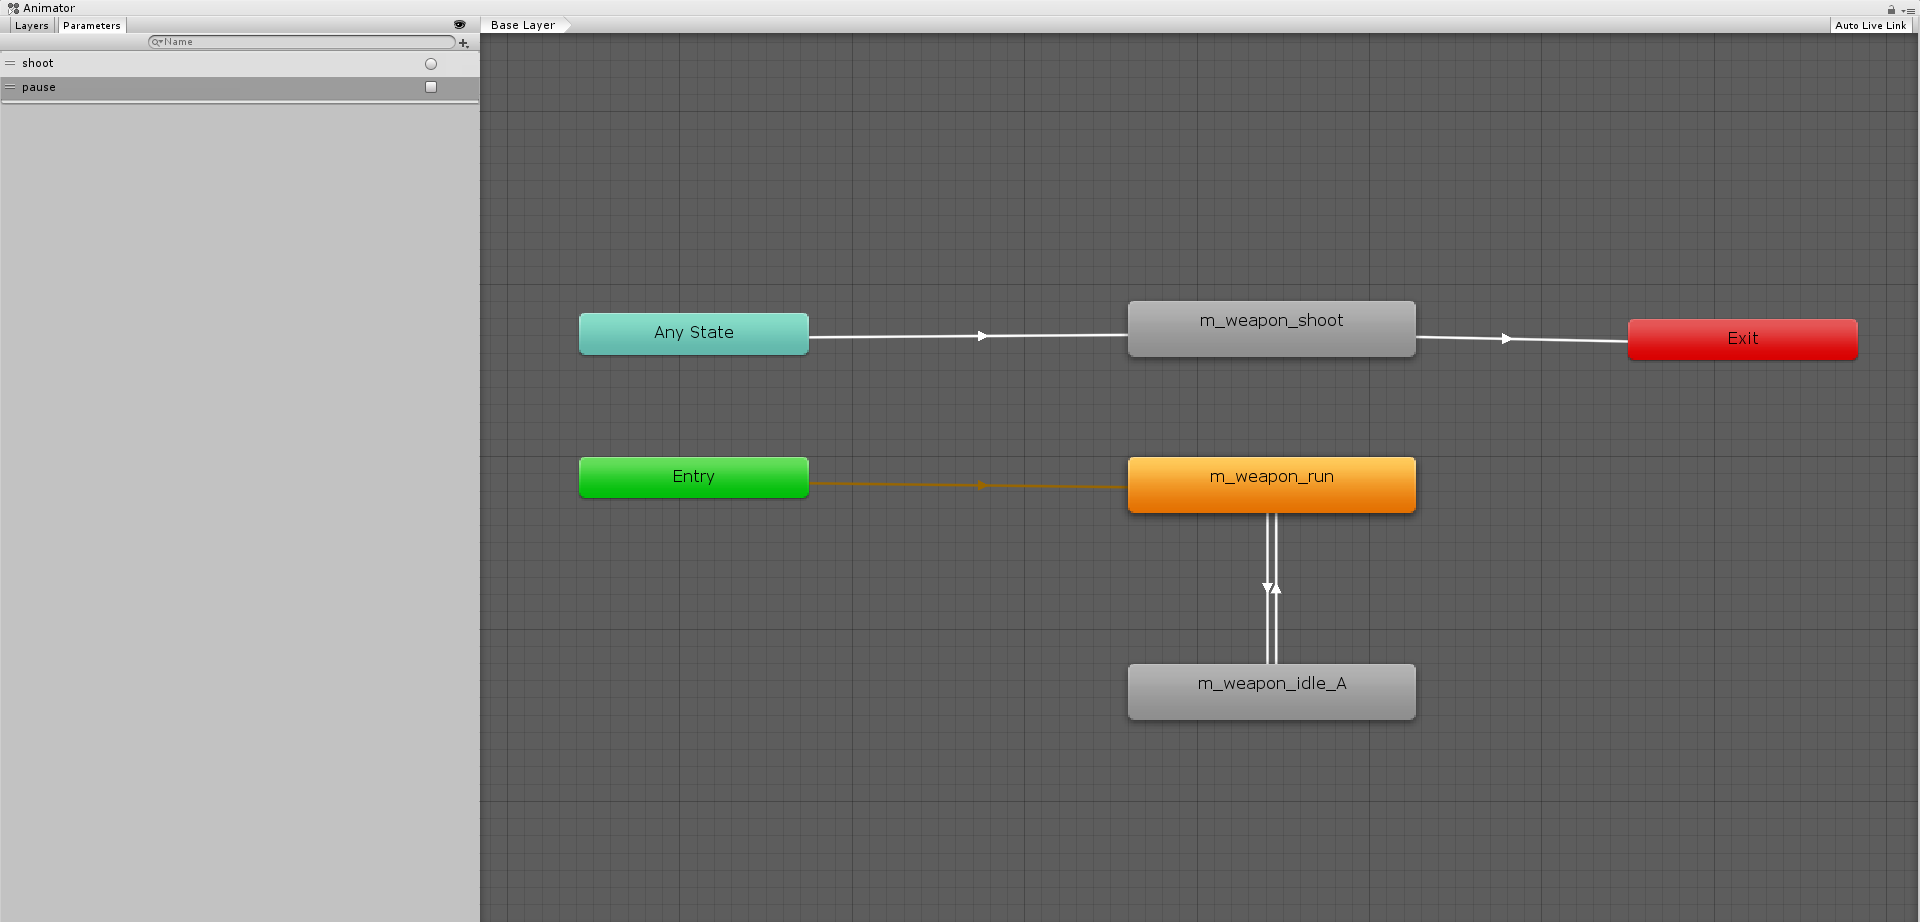 Animator
Layers
Parameters
Base Layer
Auto Live Link
Name
shoot
pause
Any State
m_weapon_shoot
Exit
Entry
m_weapon_run
m_weapon_idle_A